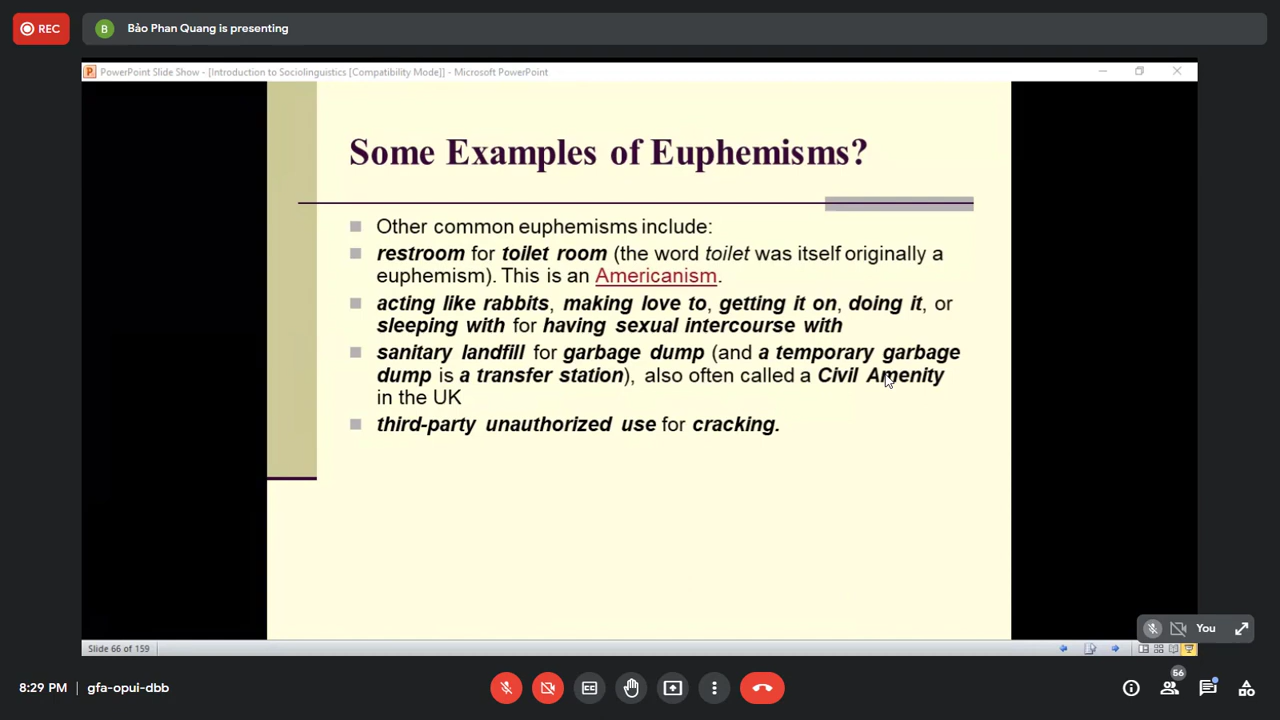 REC
B
Bảo Phan Quang is presenting
PowerPoint Slide Show - [Introduction to Sociolinguistics [Compatibility Mode]] - Microsoft PowerPoint
Some Examples of Euphemisms?
Other common euphemisms include:
restroom for toilet room (the word toilet was itself originally a
euphemism). This is an Americanism.
acting like rabbits, making love to, getting it on, doing it, or
sleeping with for having sexual intercourse with
sanitary landfill for garbage dump (and a temporary garbage
dump is a transfer station), also often called a Civil Amenity
in the UK
third-party unauthorized use for cracking.
You
Slide 66 of 159
8:29 PM | gfa-opui-dbb
56